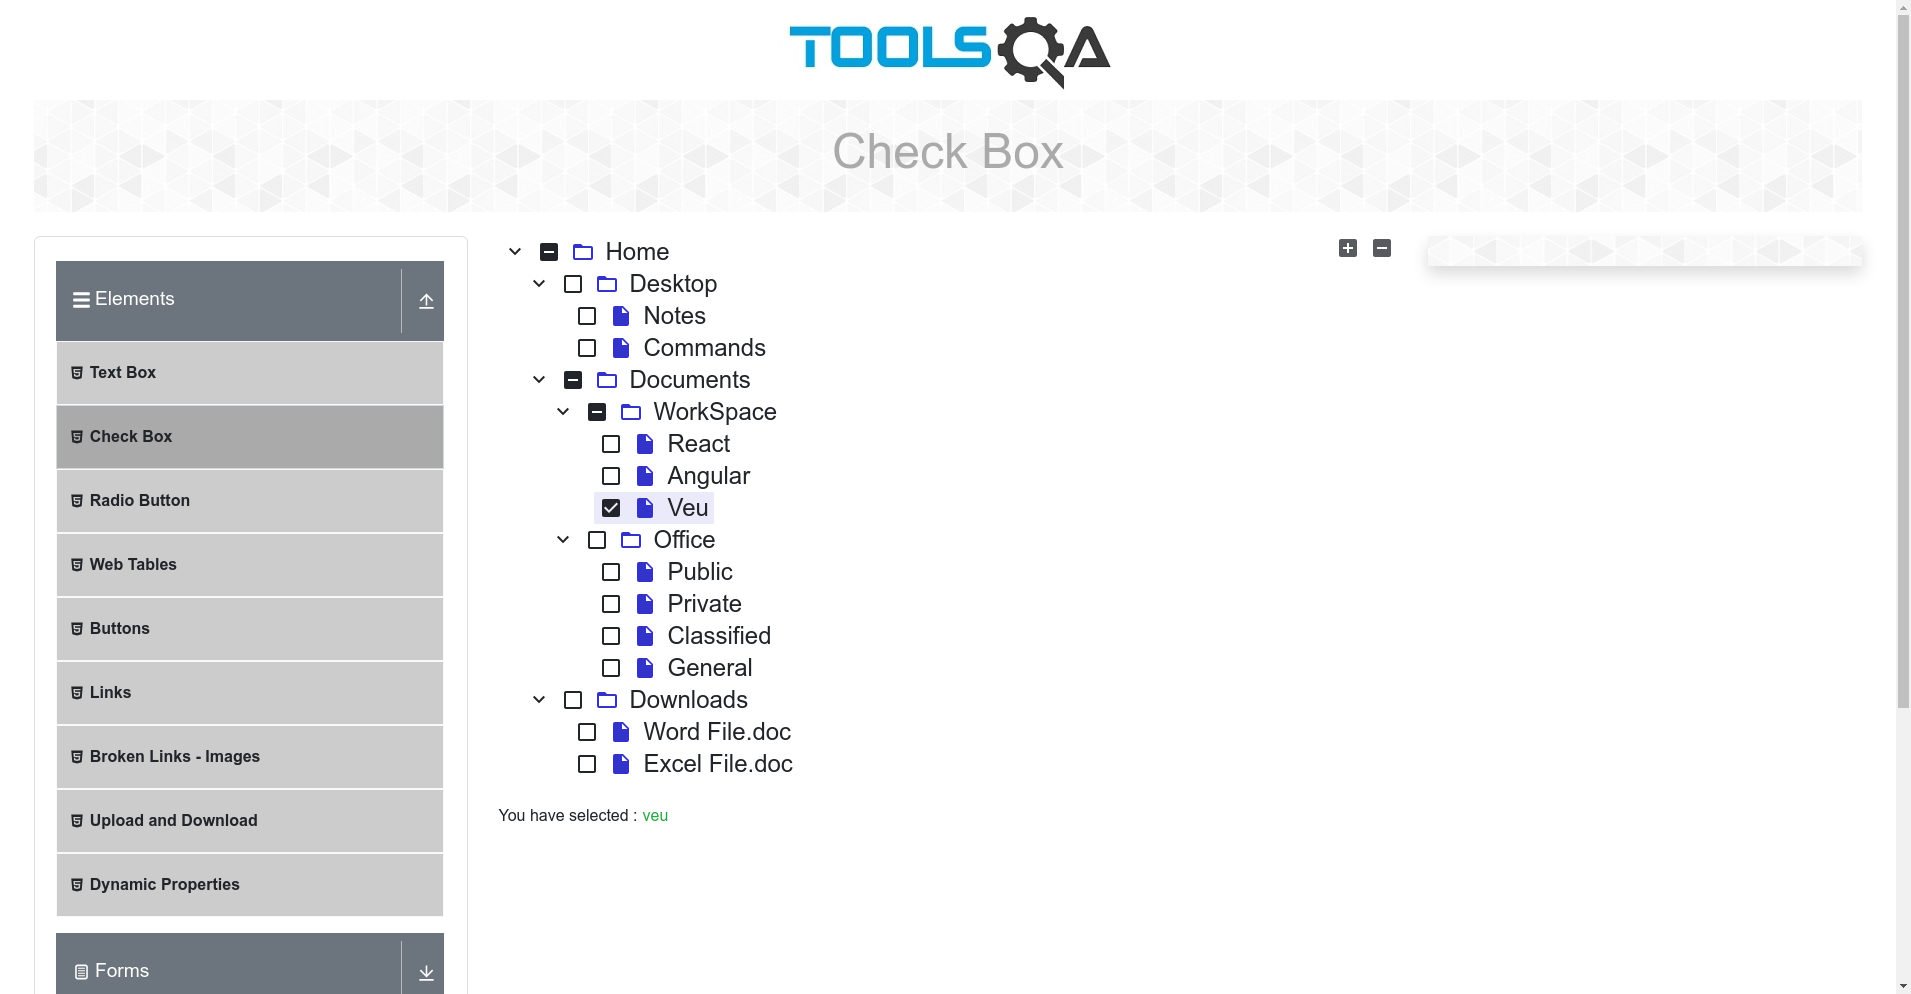 TOOLSQA
Check Box
Elements
Text Box
Check Box
Radio Button
Web Tables
Buttons
Links
Broken Links - Images
Upload and Download
Dynamic Properties
Forms
Home
Desktop
Notes
Commands
Documents
WorkSpace
React
Angular
Veu
Office
Public
Private
Classified
General
Downloads
Word File.doc
Excel File.doc
You have selected : veu